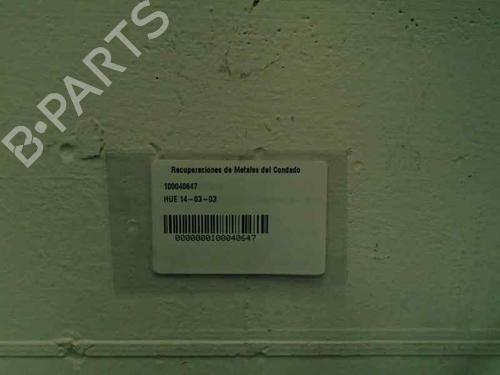 B-PARTS
Recuperaciones de Metales del Condado
100040647
HUE 14-03-03
0000000100040647